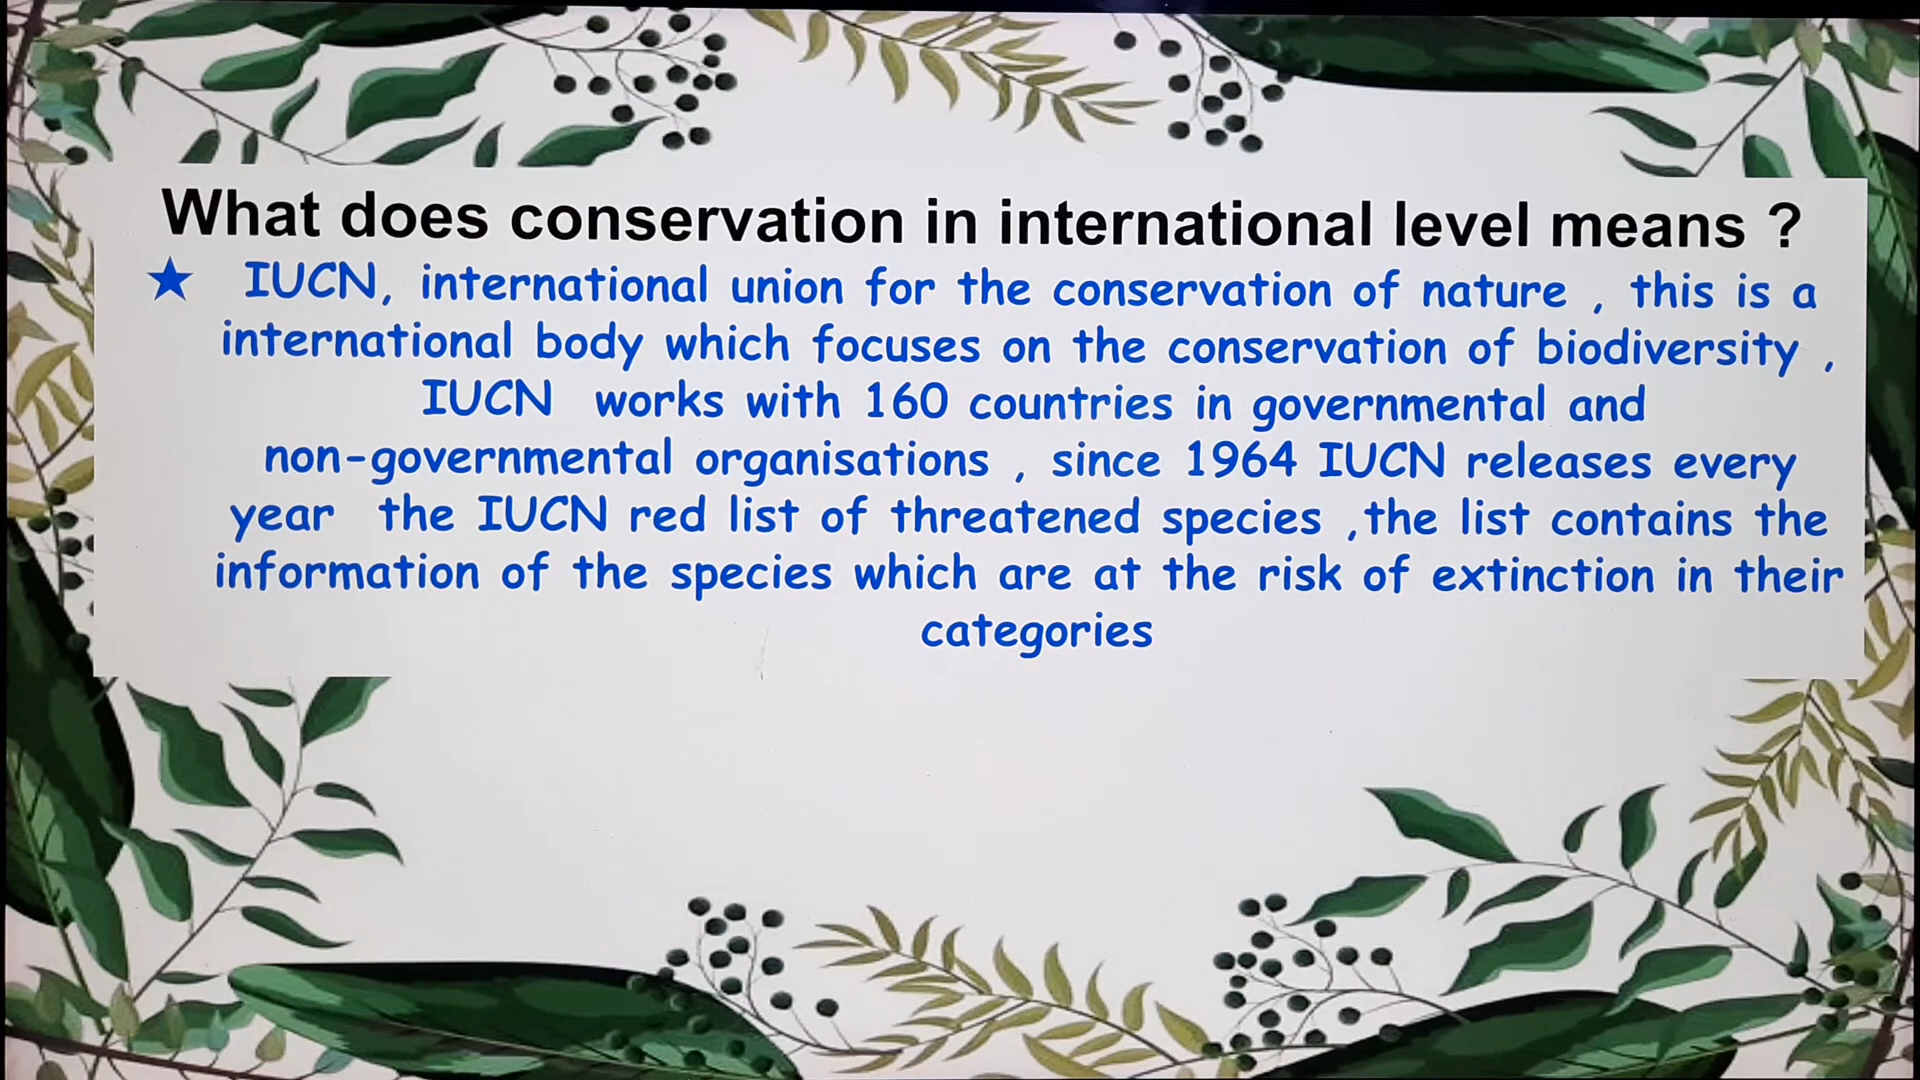 What does conservation in international level means ?
★ IUCN, international union for the conservation of nature , this is a
international body which focuses on the conservation of biodiversity ,
IUCN works with 160 countries in governmental and
non-governmental organisations , since 1964 IUCN releases every
year the IUCN red list of threatened species ,the list contains the
information of the species which are at the risk of extinction in their
categories